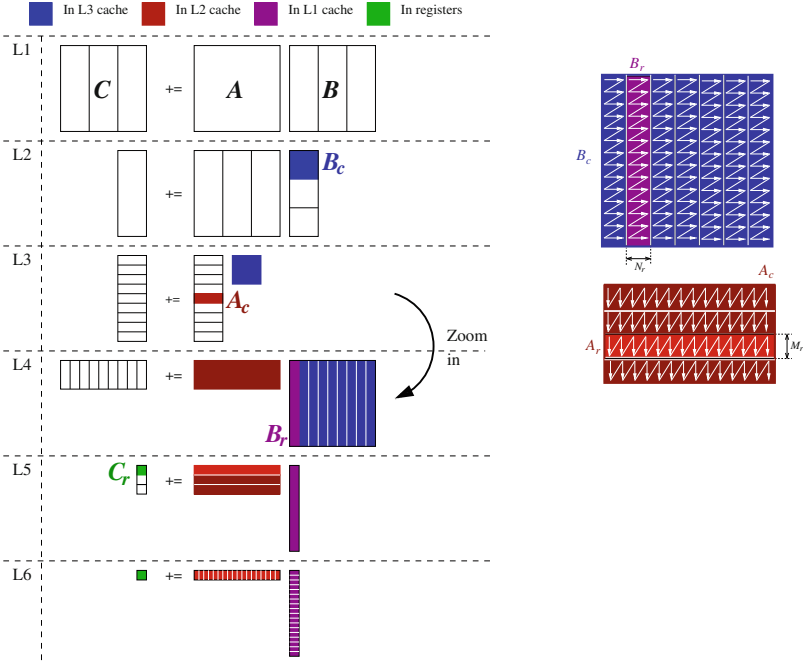 In L3 cache In L2 cache In L1 cache In registers
L1
C += A B
L2
+= B_c
L3
+= A_c
Zoom
in
L4
+= B_r
L5
C_r +=
L6
+=
B_r
B_c
N_r
A_c
A_r M_r